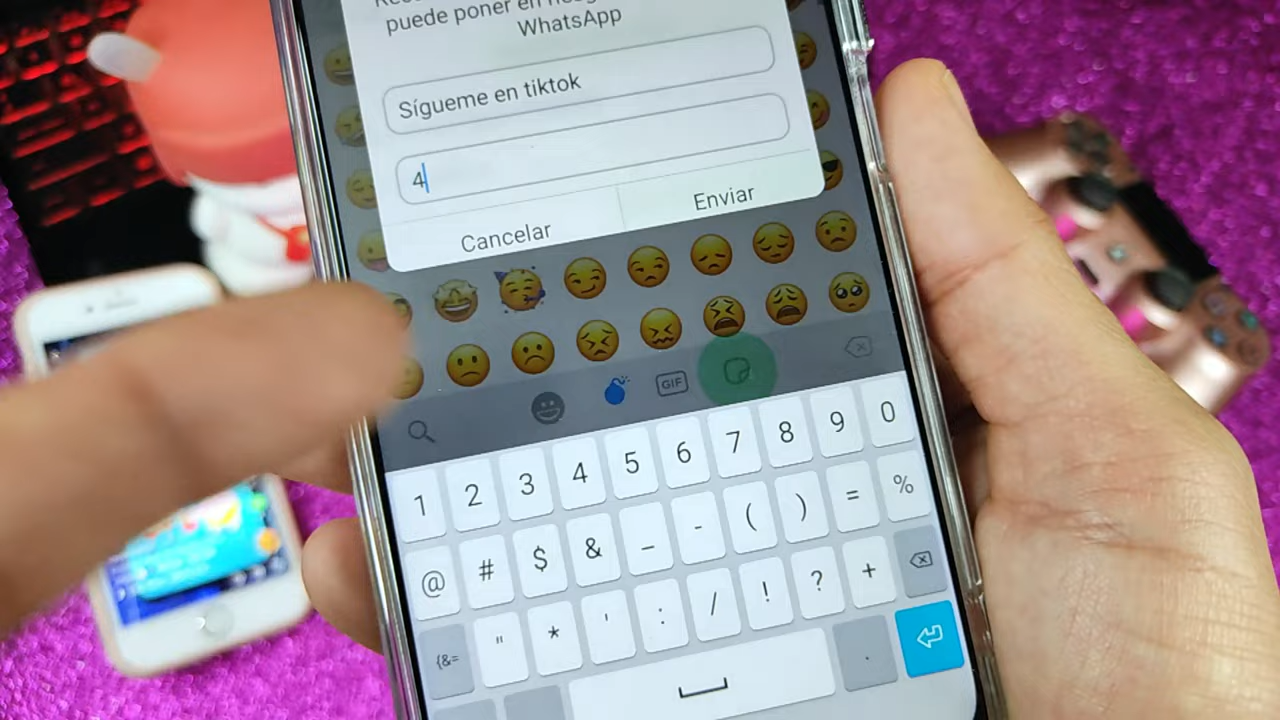 puede poner en
WhatsApp
Sígueme en tiktok
4
Cancelar
Enviar
GIF
1 2 3 4 5 6 7 8 9 0
@ # $ & _ - ( ) = %
{&= " * ' : / ! ? +
.